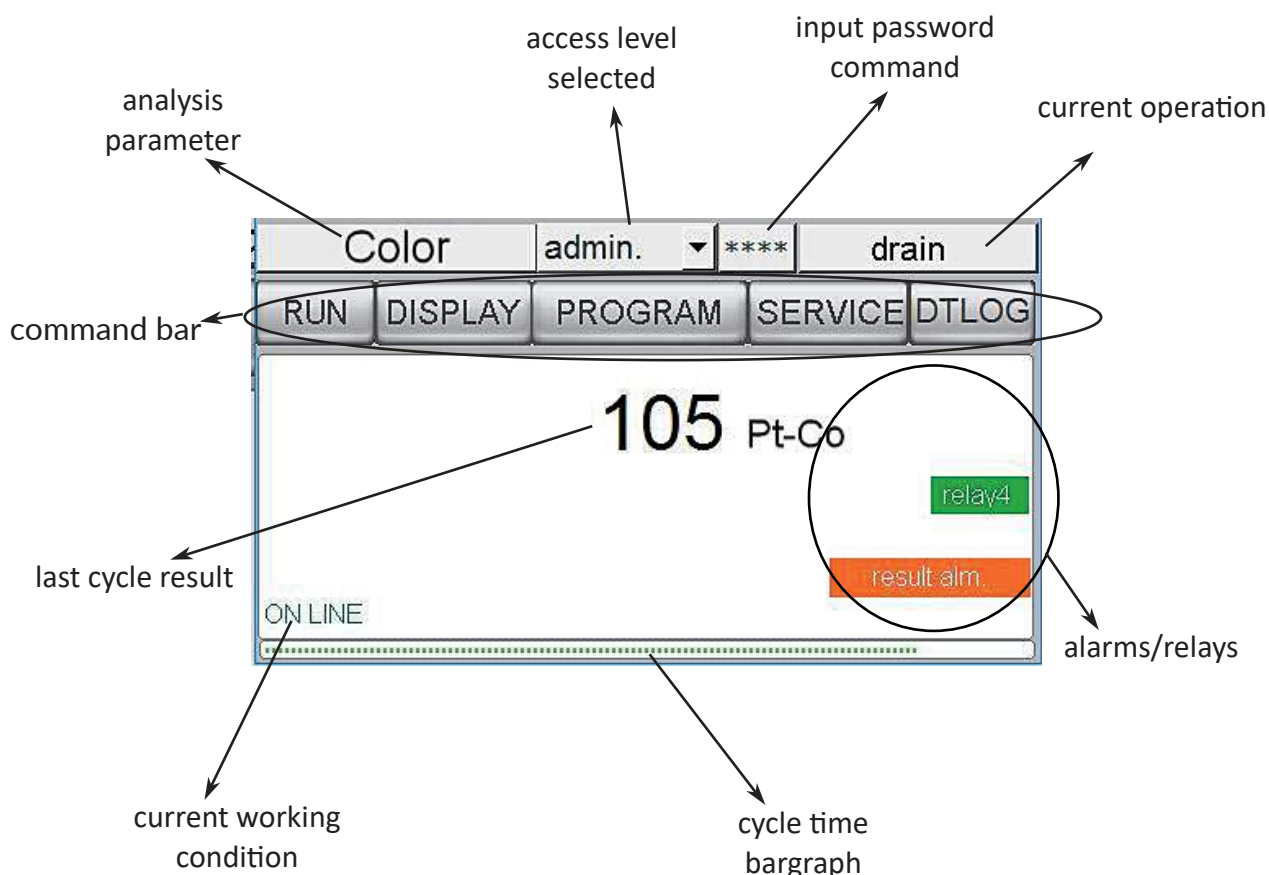 access level
selected
input password
command
analysis
parameter
current operation
Color admin. **** drain
command bar
RUN DISPLAY PROGRAM SERVICE DTLOG
105 Pt-Co
relay4
last cycle result
result alm...
ON LINE
alarms/relays
current working
condition
cycle time
bargraph